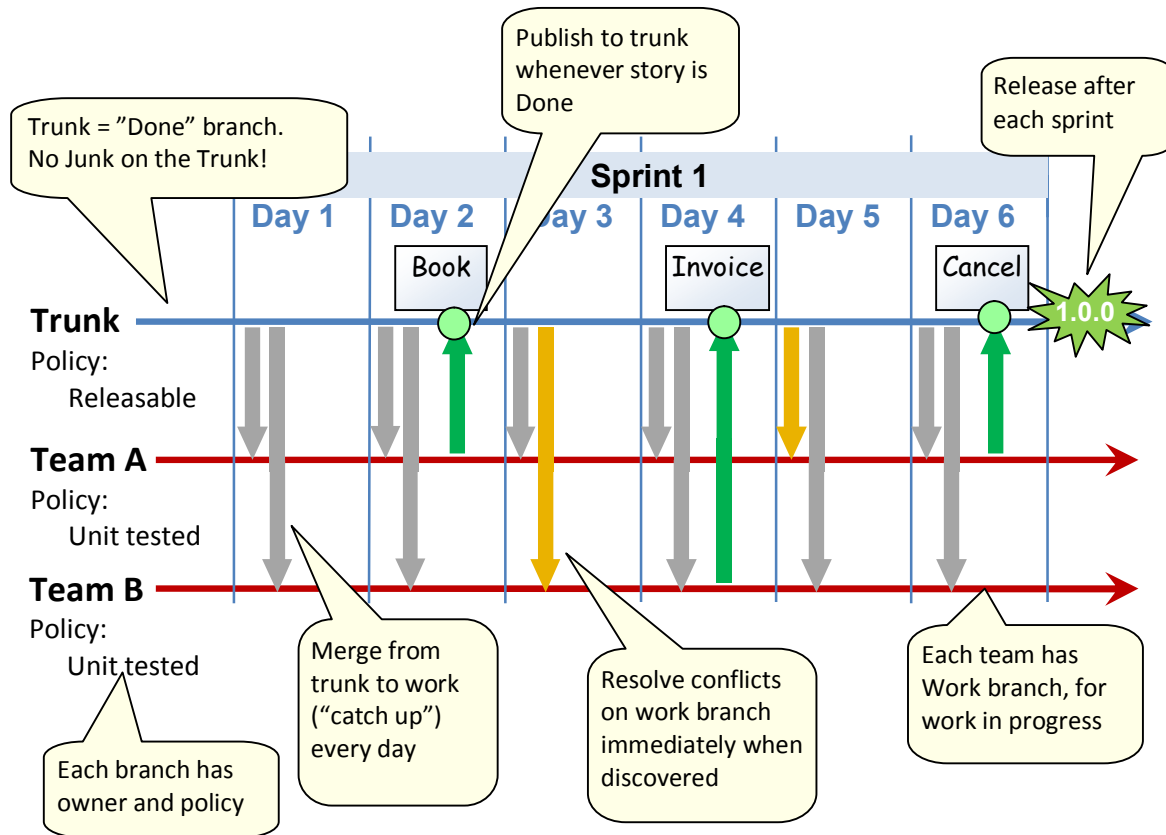 Publish to trunk
whenever story is
Done
Release after
each sprint
Trunk = ”Done” branch.
No Junk on the Trunk!
Sprint 1
Day 1
Day 2
Day 3
Day 4
Day 5
Day 6
Book
Invoice
Cancel
Trunk
1.0.0
Policy:
Releasable
Team A
Policy:
Unit tested
Team B
Policy:
Unit tested
Merge from
trunk to work
(“catch up”)
every day
Resolve conflicts
on work branch
immediately when
discovered
Each team has
Work branch, for
work in progress
Each branch has
owner and policy